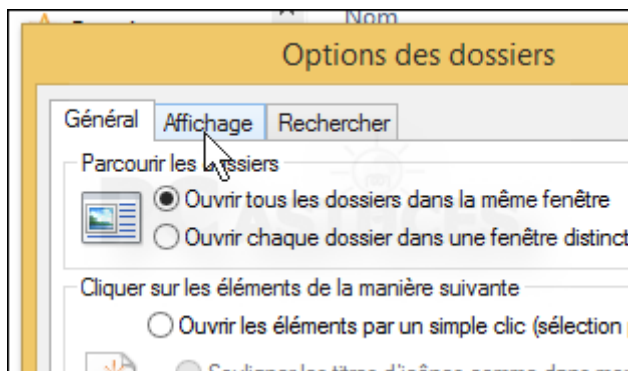 Nom
Options des dossiers
Général Affichage Rechercher
Parcourir les dossiers
Ouvrir tous les dossiers dans la même fenêtre
Ouvrir chaque dossier dans une fenêtre distinct
Cliquer sur les éléments de la manière suivante
Ouvrir les éléments par un simple clic (sélection
PC ASTUCES